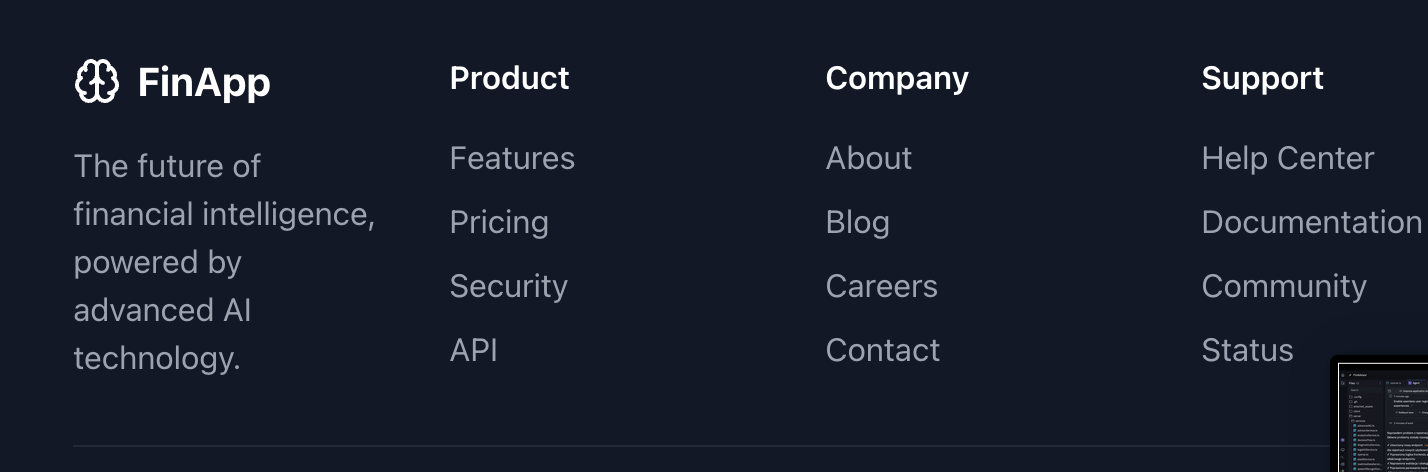 FinApp
The future of
financial intelligence,
powered by
advanced AI
technology.
Product
Features
Pricing
Security
API
Company
About
Blog
Careers
Contact
Support
Help Center
Documentation
Community
Status